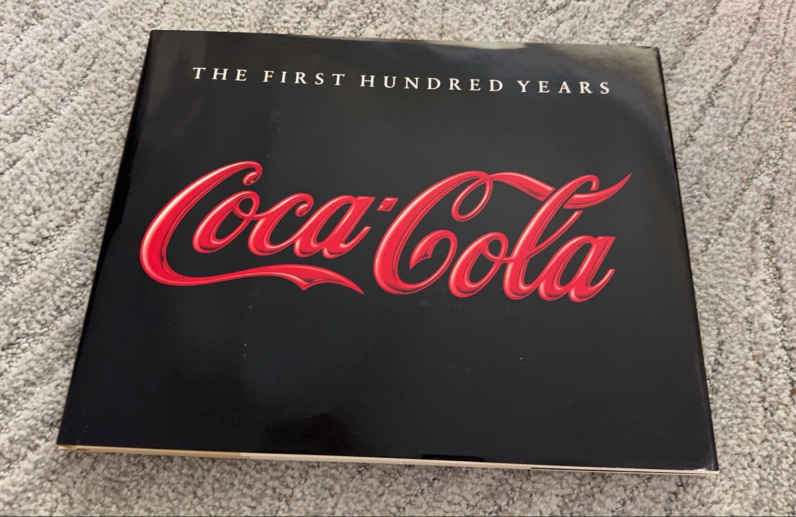 THE FIRST HUNDRED YEARS
Coca-Cola